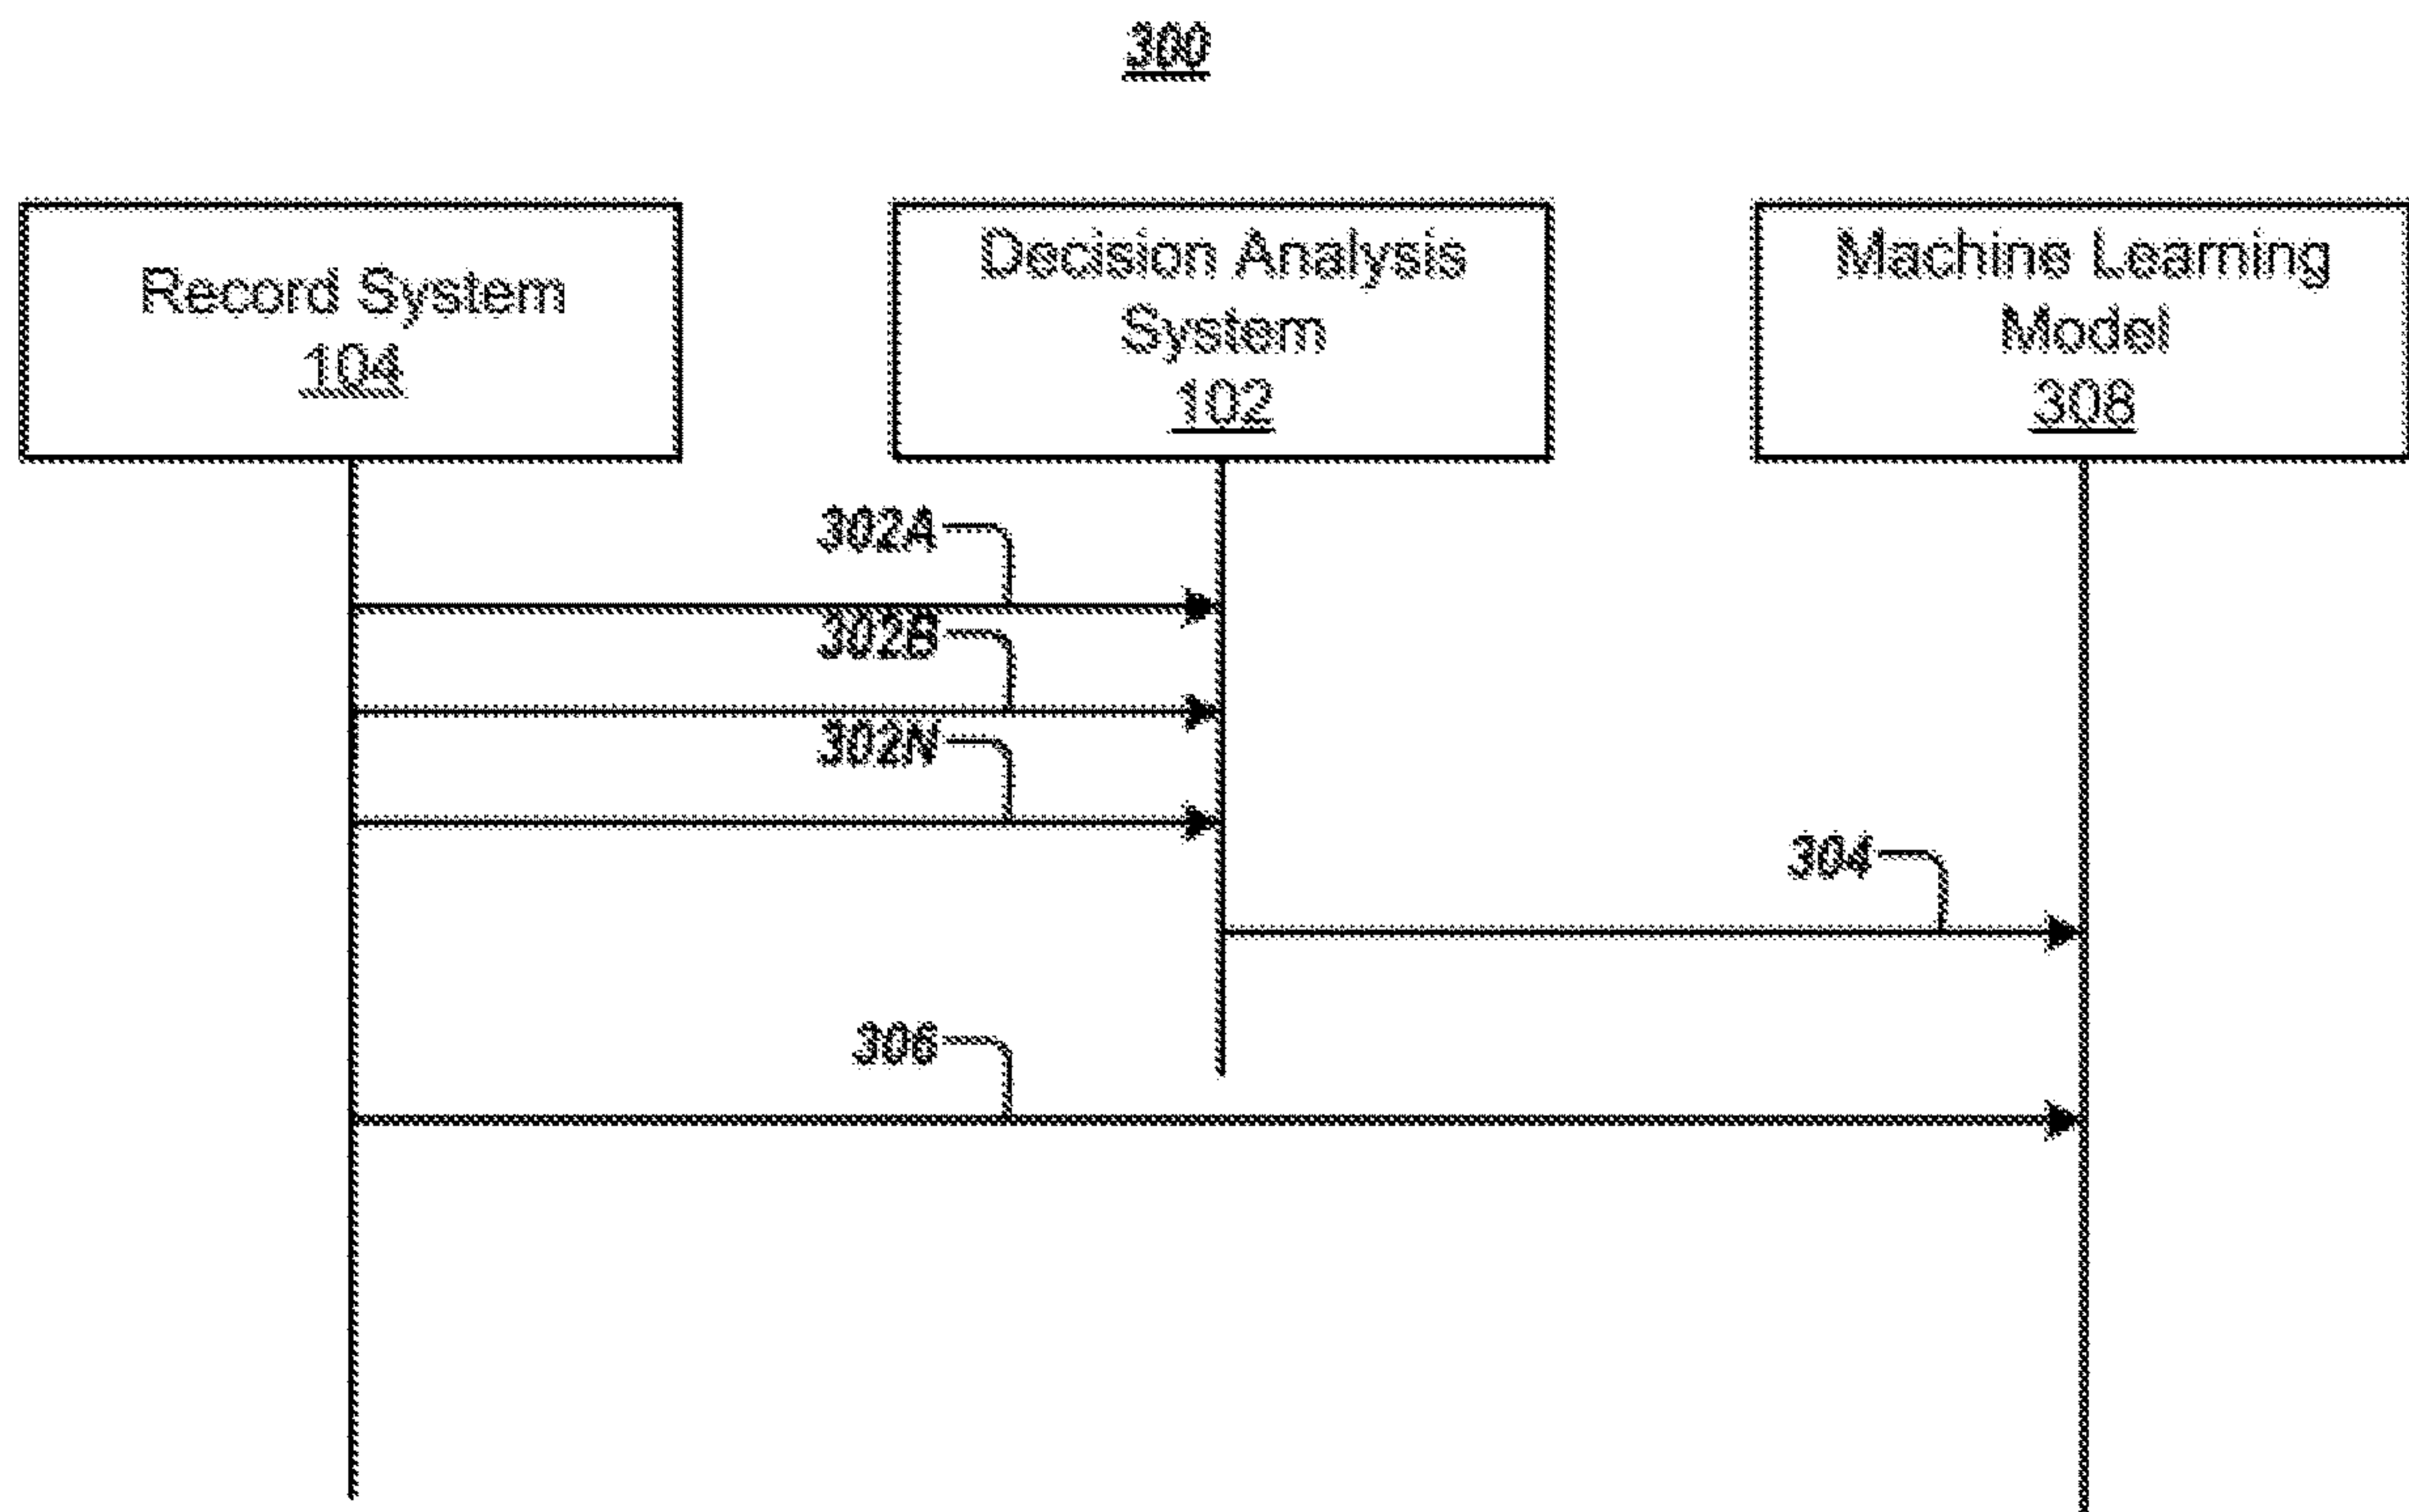 300
Record System
104
Decision Analysis
System
102
Machine Learning
Model
308
302A
302B
302N
304
306